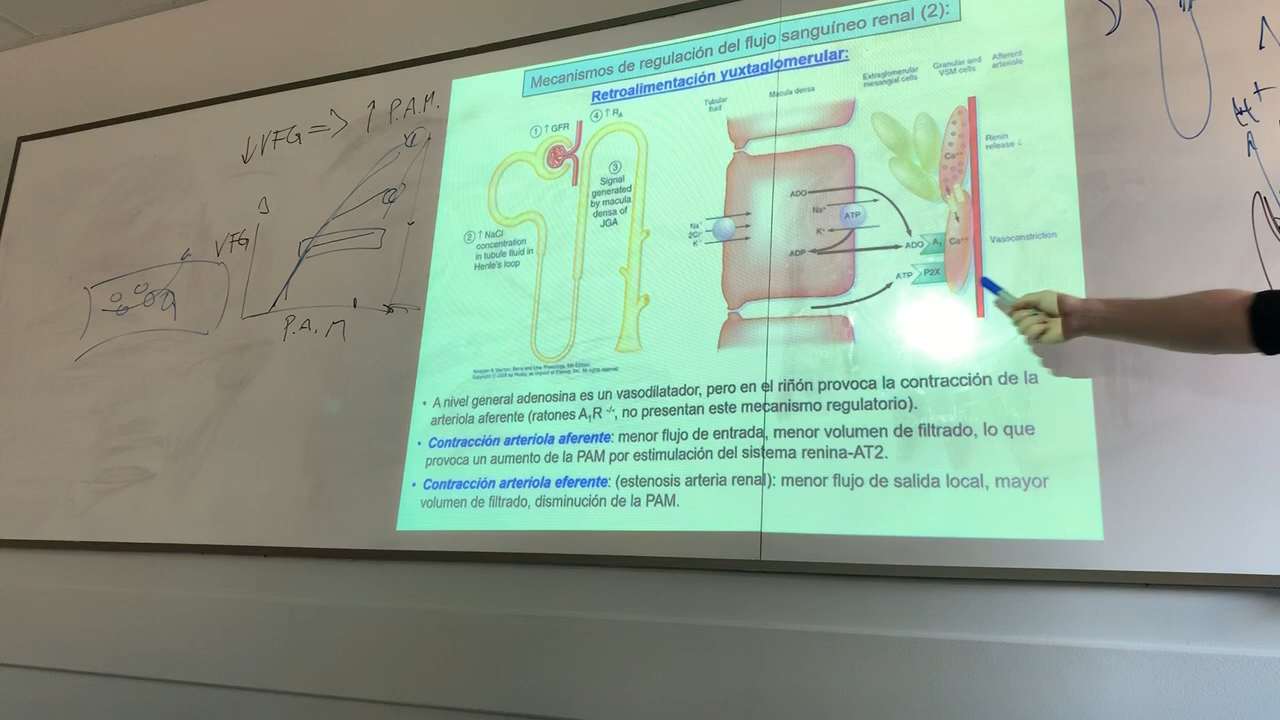 ↓VFG => ↑ P.A.M.
VFG
P.A.M
Mecanismos de regulación del flujo sanguíneo renal (2):
Retroalimentación yuxtaglomerular:
① ↑ GFR
④ ↑ RA
③
Signal
generated
by macula
densa of
JGA
② ↑ NaCl
concentration
in tubule fluid in
Henle's loop
Tubular
fluid
Macula densa
Extraglomerular
mesangial cells
Granular and
VSM cells
Afferent
arteriole
Renin
release ↓
Ca++
ADO
Na+
ATP
K+
ADP
Na+
2Cl-
K+
ADO A1 Ca++
ATP P2X
Vasoconstriction
• A nivel general adenosina es un vasodilatador, pero en el riñón provoca la contracción de la
arteriola aferente (ratones A1R -/-, no presentan este mecanismo regulatorio).
• Contracción arteriola aferente: menor flujo de entrada, menor volumen de filtrado, lo que
provoca un aumento de la PAM por estimulación del sistema renina-AT2.
• Contracción arteriola eferente: (estenosis arteria renal): menor flujo de salida local, mayor
volumen de filtrado, disminución de la PAM.
H+